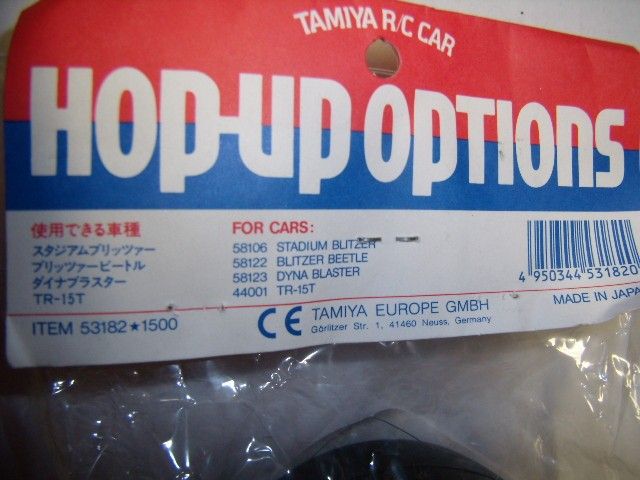 TAMIYA R/C CAR
HOP-UP OPTIONS
使用できる車種
スタジアムブリッツァー
ブリッツァービートル
ダイナブラスター
TR-15T
ITEM 53182★1500
FOR CARS:
58106 STADIUM BLITZER
58122 BLITZER BEETLE
58123 DYNA BLASTER
44001 TR-15T
CE TAMIYA EUROPE GMBH
Görlitzer Str. 1, 41460 Neuss, Germany
4 950344 531820
MADE IN JAPA